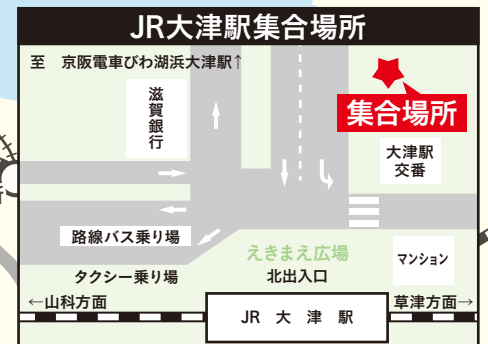 JR大津駅集合場所
至 京阪電車びわ湖浜大津駅↑
滋賀銀行
集合場所
大津駅
交番
路線バス乗り場
えきまえ広場
マンション
タクシー乗り場
北出入口
←山科方面
草津方面→
JR 大 津 駅